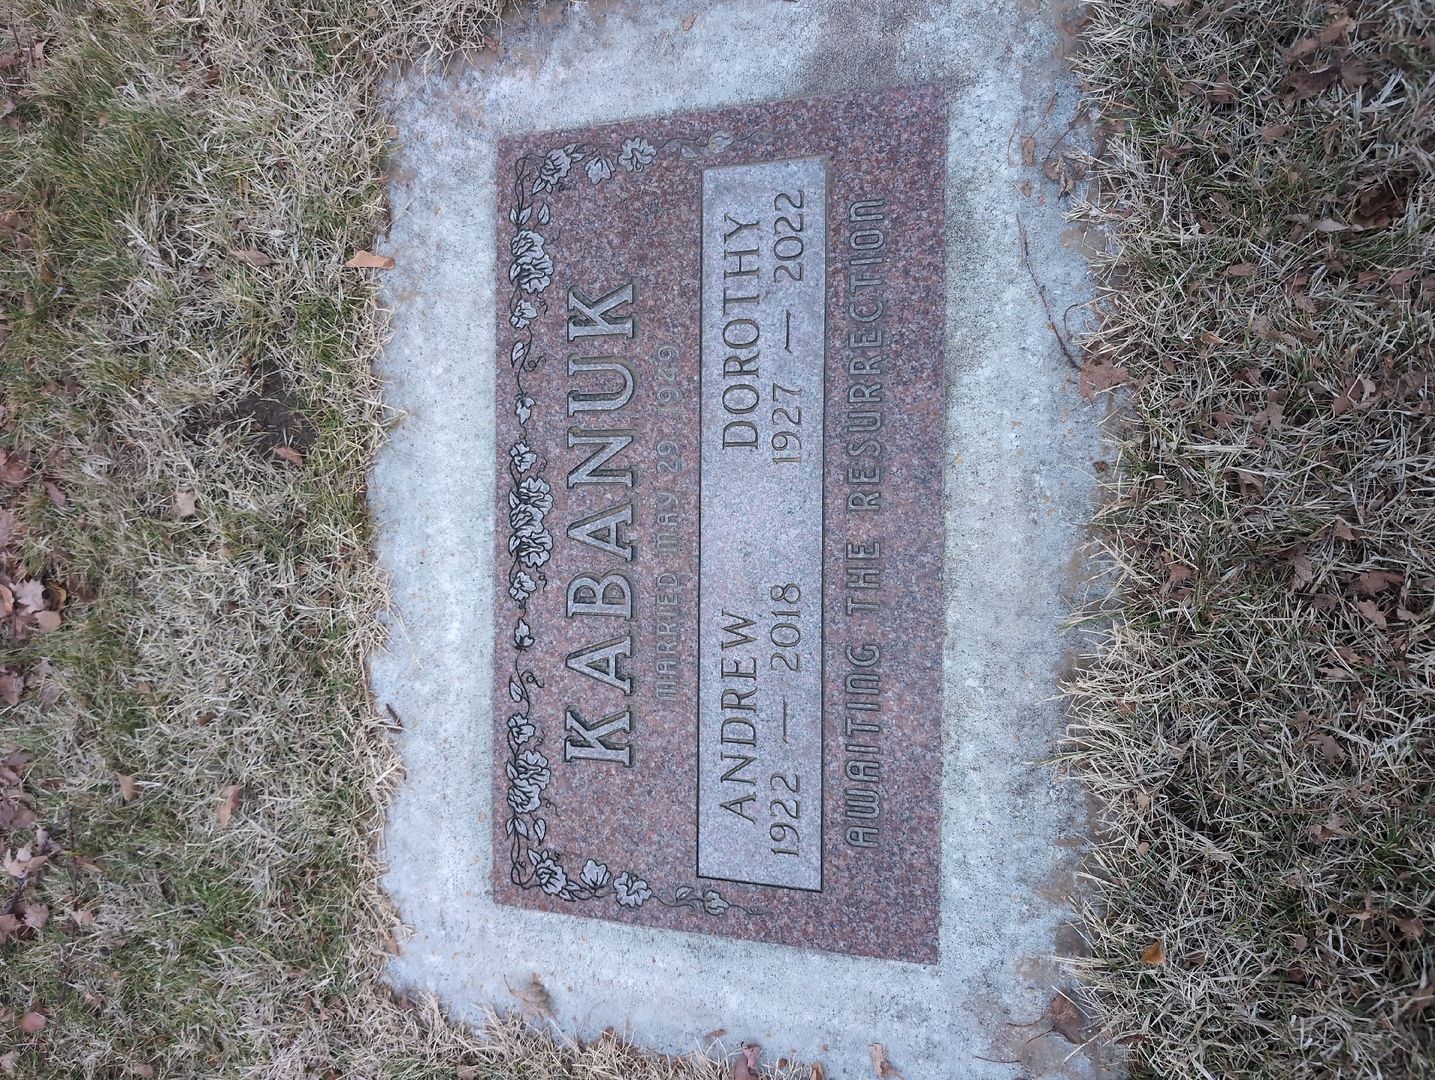 KABANUK
MARRIED MAY 29 1949
ANDREW DOROTHY
1922 — 2018 1927 — 2022
AWAITING THE RESURRECTION